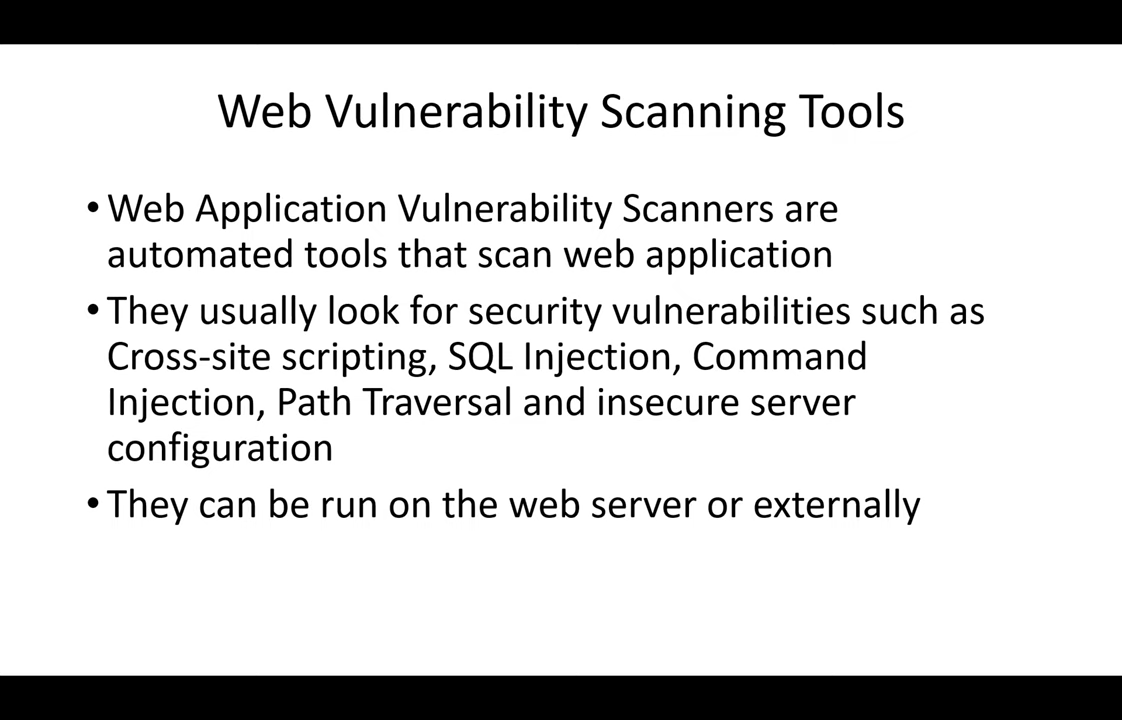 Web Vulnerability Scanning Tools
• Web Application Vulnerability Scanners are
automated tools that scan web application
• They usually look for security vulnerabilities such as
Cross-site scripting, SQL Injection, Command
Injection, Path Traversal and insecure server
configuration
• They can be run on the web server or externally